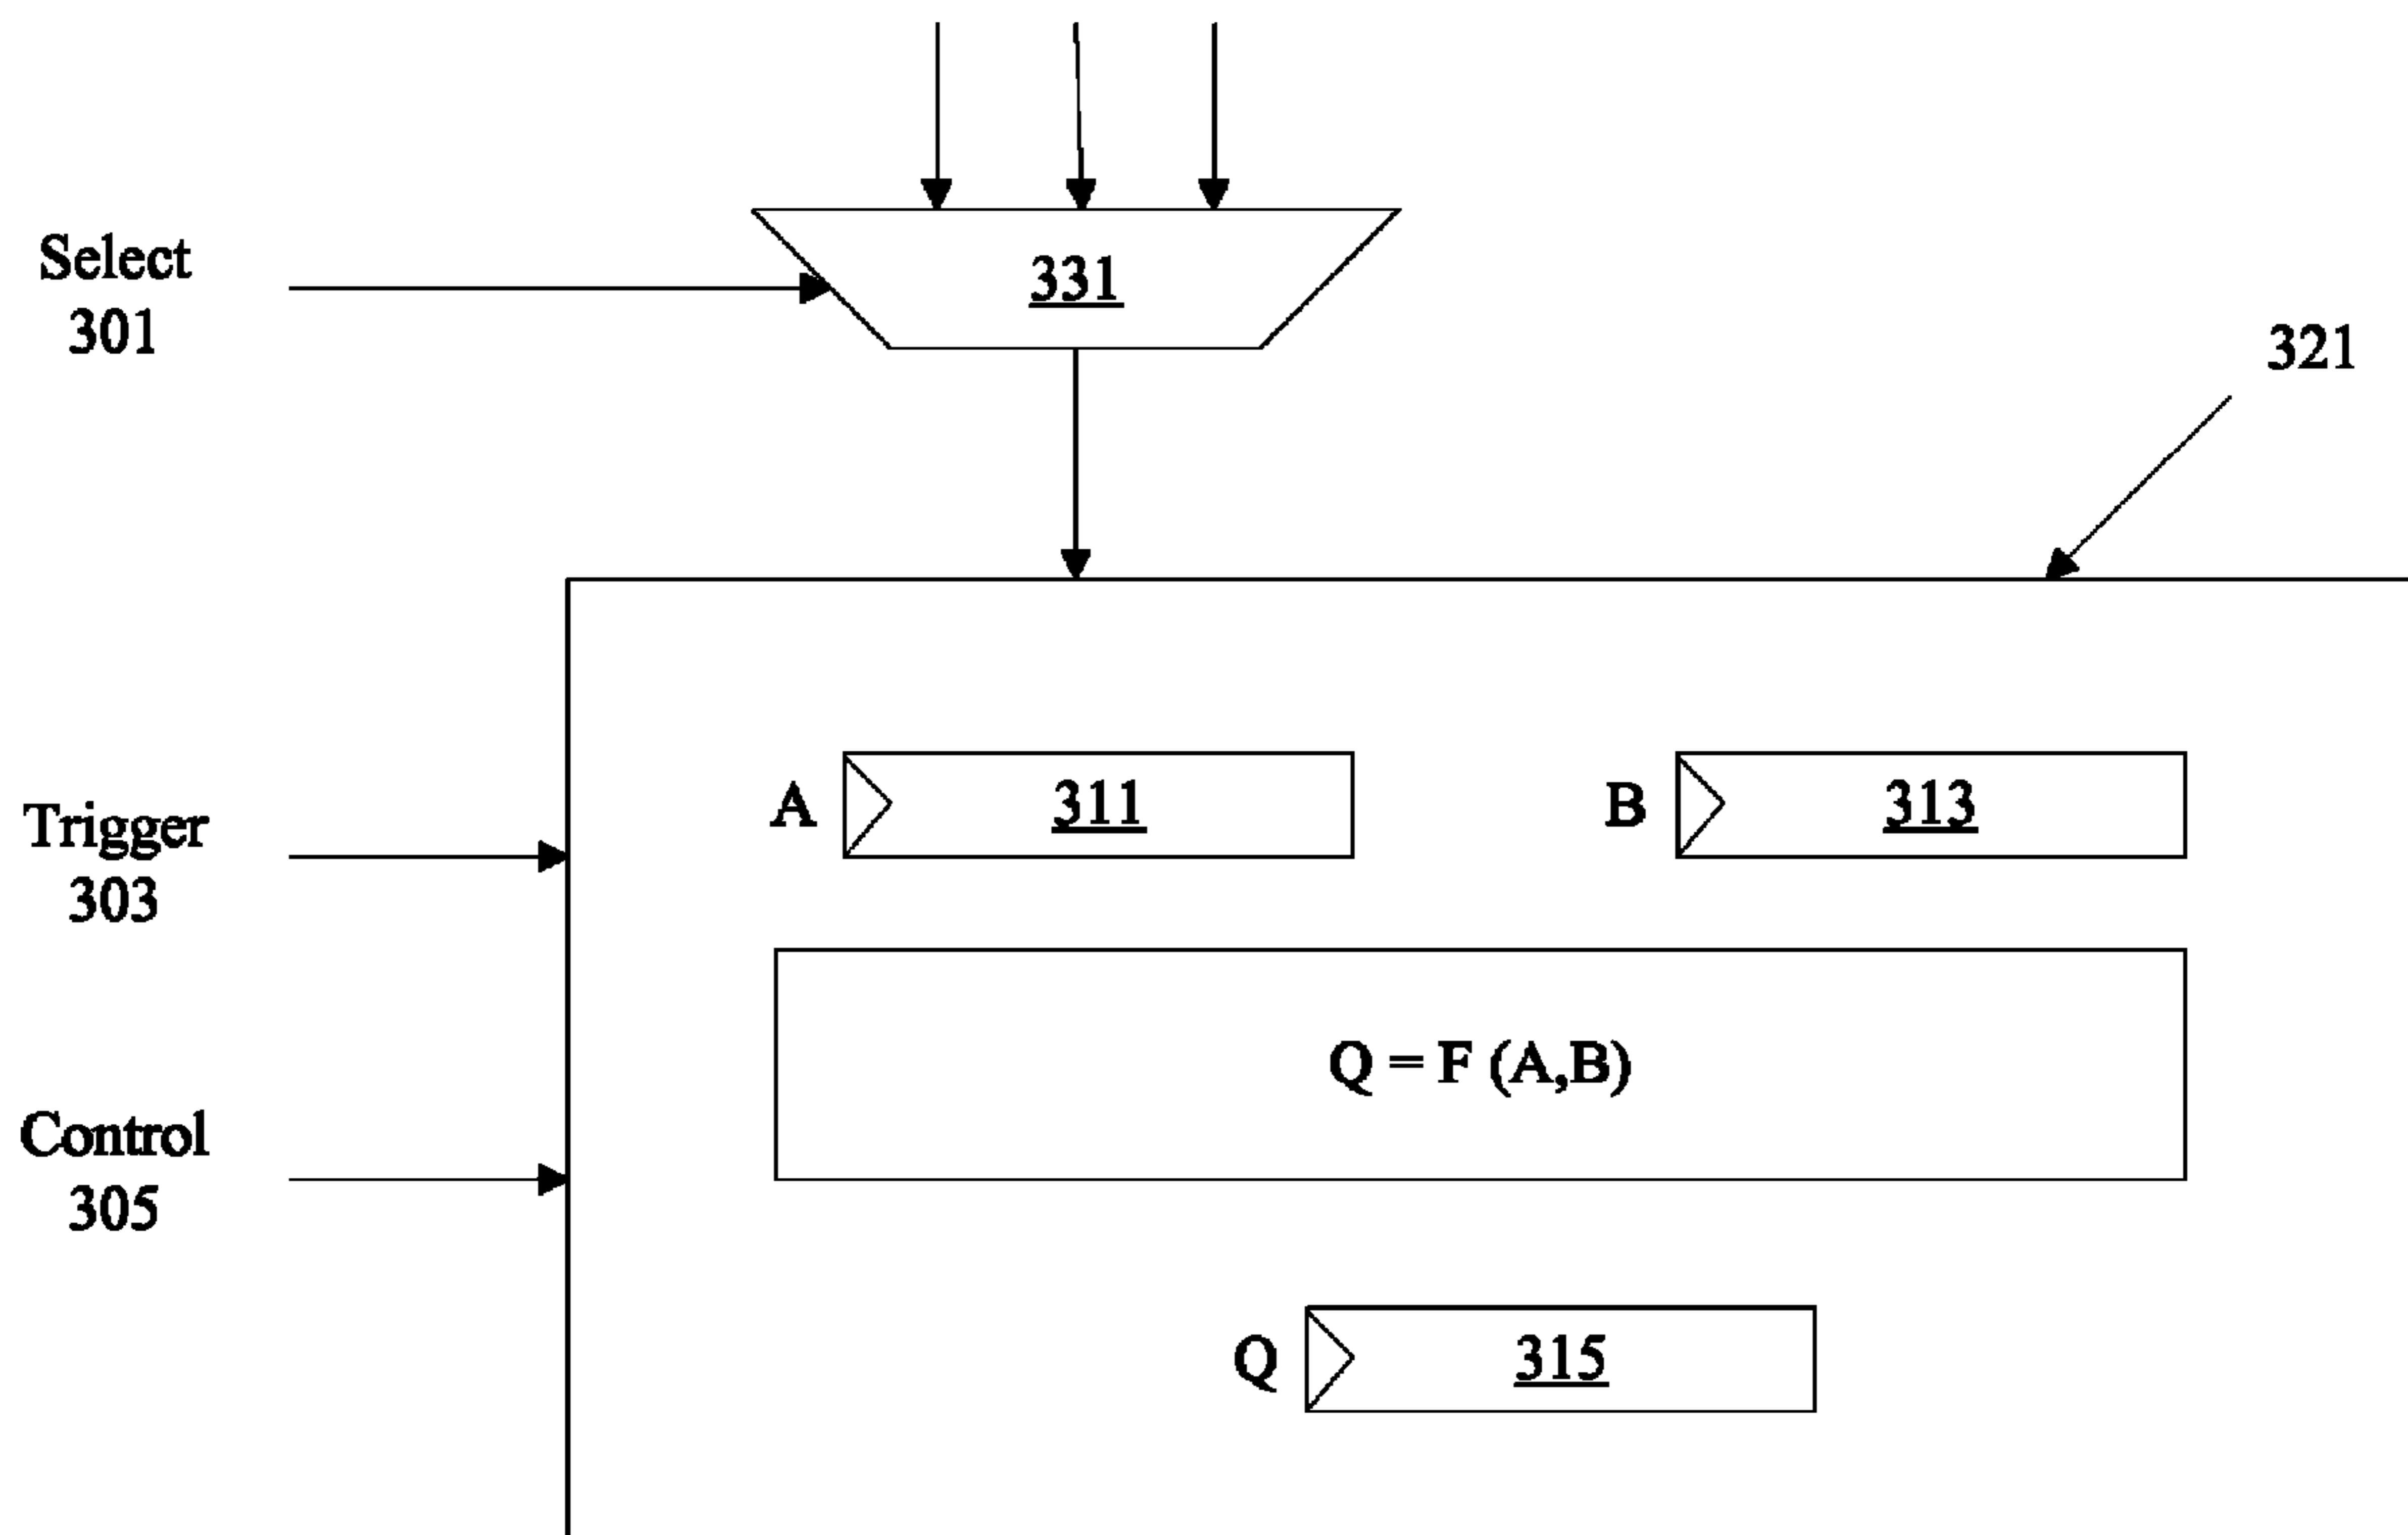 Select
301
331
321
Trigger
303
A 311
B 313
Q = F (A,B)
Control
305
Q 315